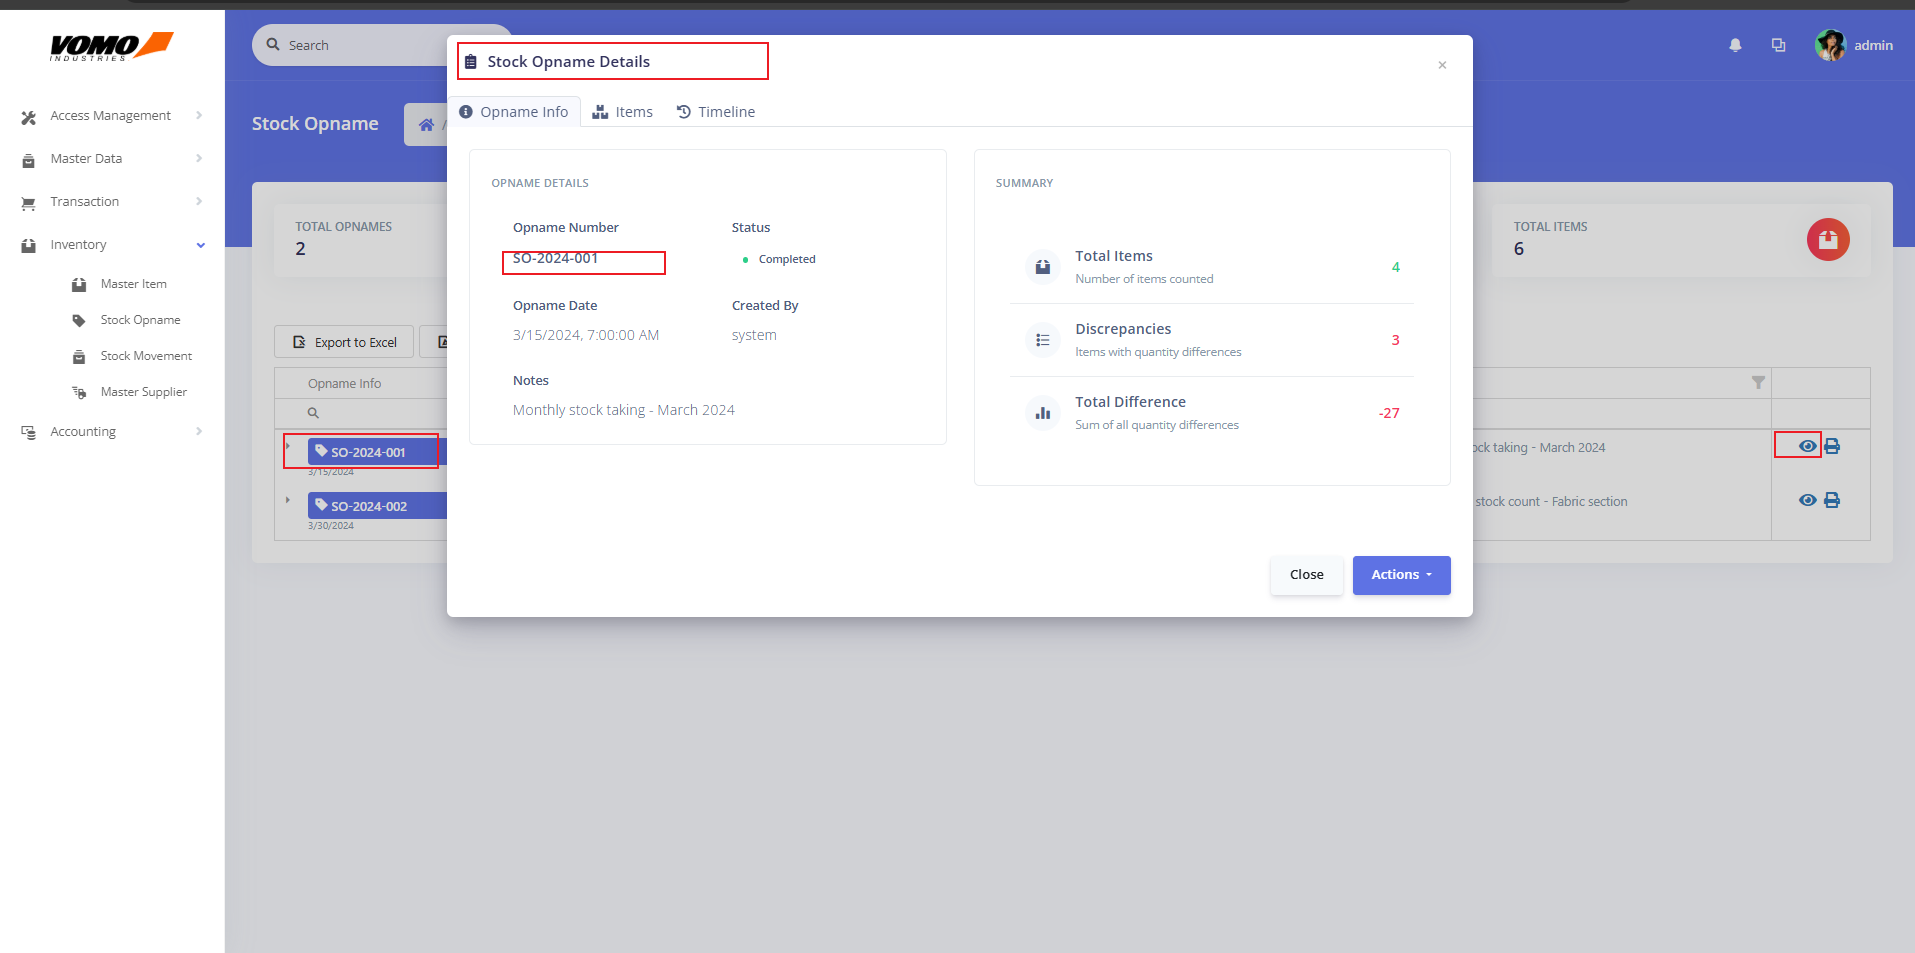 VOMO
INDUSTRIES
Search
admin
Access Management
Master Data
Transaction
Inventory
Master Item
Stock Opname
Stock Movement
Master Supplier
Accounting
Stock Opname
/
TOTAL OPNAMES
2
TOTAL ITEMS
6
Export to Excel
Opname Info
SO-2024-001
3/15/2024
SO-2024-002
3/30/2024
ock taking - March 2024
stock count - Fabric section
Stock Opname Details
×
Opname Info
Items
Timeline
OPNAME DETAILS
Opname Number
Status
SO-2024-001
Completed
Opname Date
Created By
3/15/2024, 7:00:00 AM
system
Notes
Monthly stock taking - March 2024
SUMMARY
Total Items
Number of items counted
4
Discrepancies
Items with quantity differences
3
Total Difference
Sum of all quantity differences
-27
Close
Actions